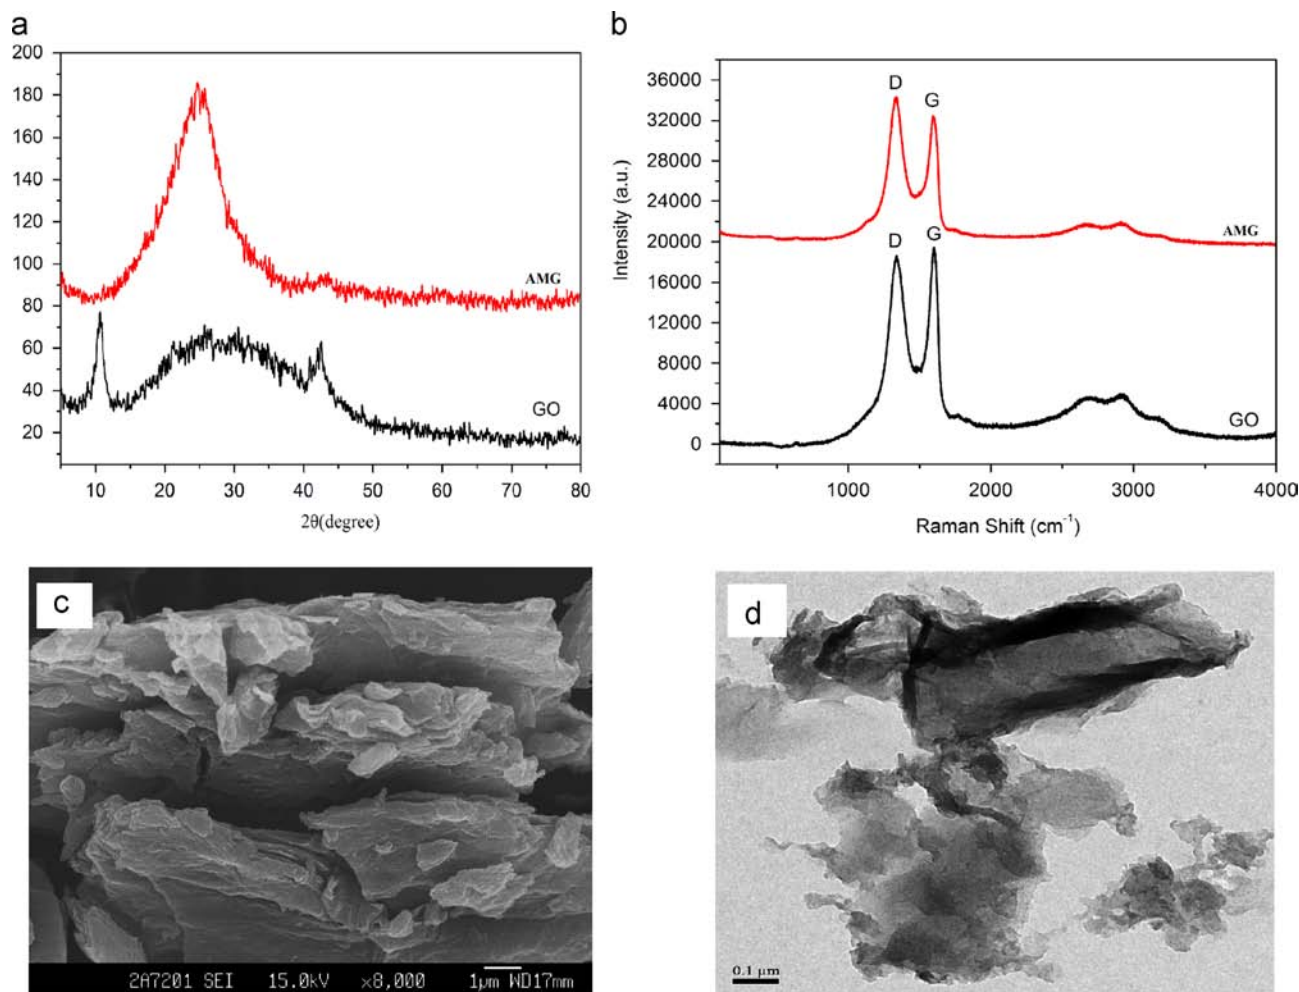 a
200
180
160
140
120
100
80
60
40
20
AMG
GO
10 20 30 40 50 60 70 80
2θ(degree)
b
Intensity (a.u.)
36000
32000
28000
24000
20000
16000
12000
8000
4000
0
D G
AMG
D G
GO
1000 2000 3000 4000
Raman Shift (cm⁻¹)
c
2A7201 SEI 15.0kV ×8,000 1μm WD17mm
d
0.1 μm